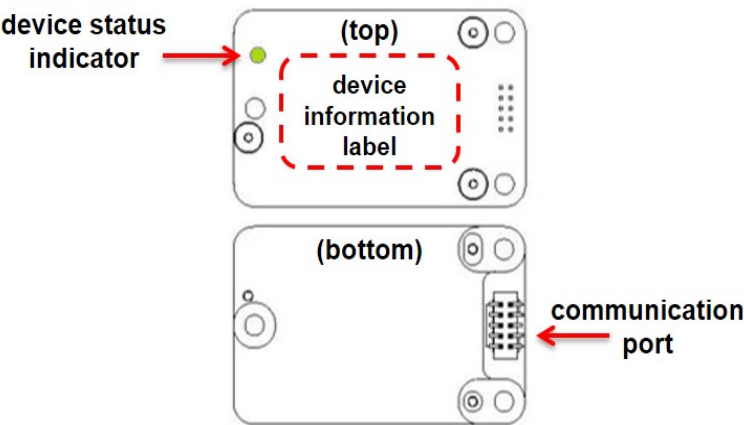 device status
indicator
(top)
device
information
label
(bottom)
communication
port